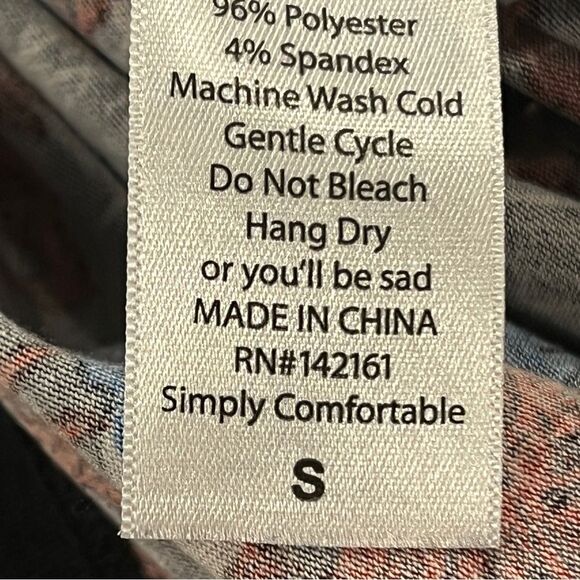 96% Polyester
4% Spandex
Machine Wash Cold
Gentle Cycle
Do Not Bleach
Hang Dry
or you'll be sad
MADE IN CHINA
RN#142161
Simply Comfortable
S